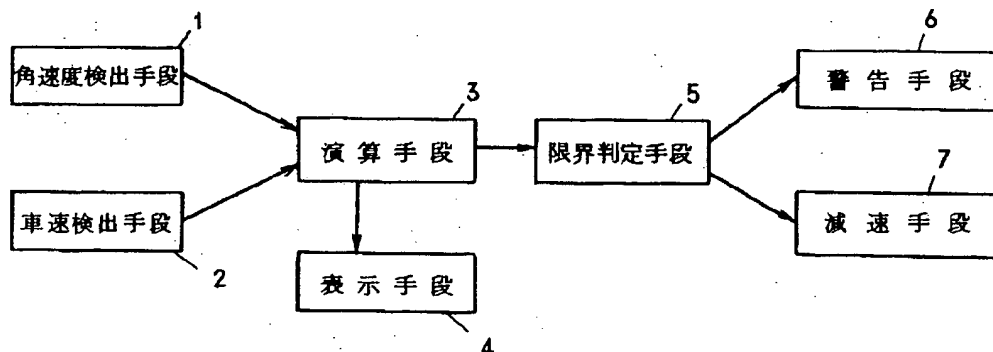 1
角速度検出手段
車速検出手段
2
3
演算手段
表示手段
4
5
限界判定手段
6
警告手段
7
減速手段